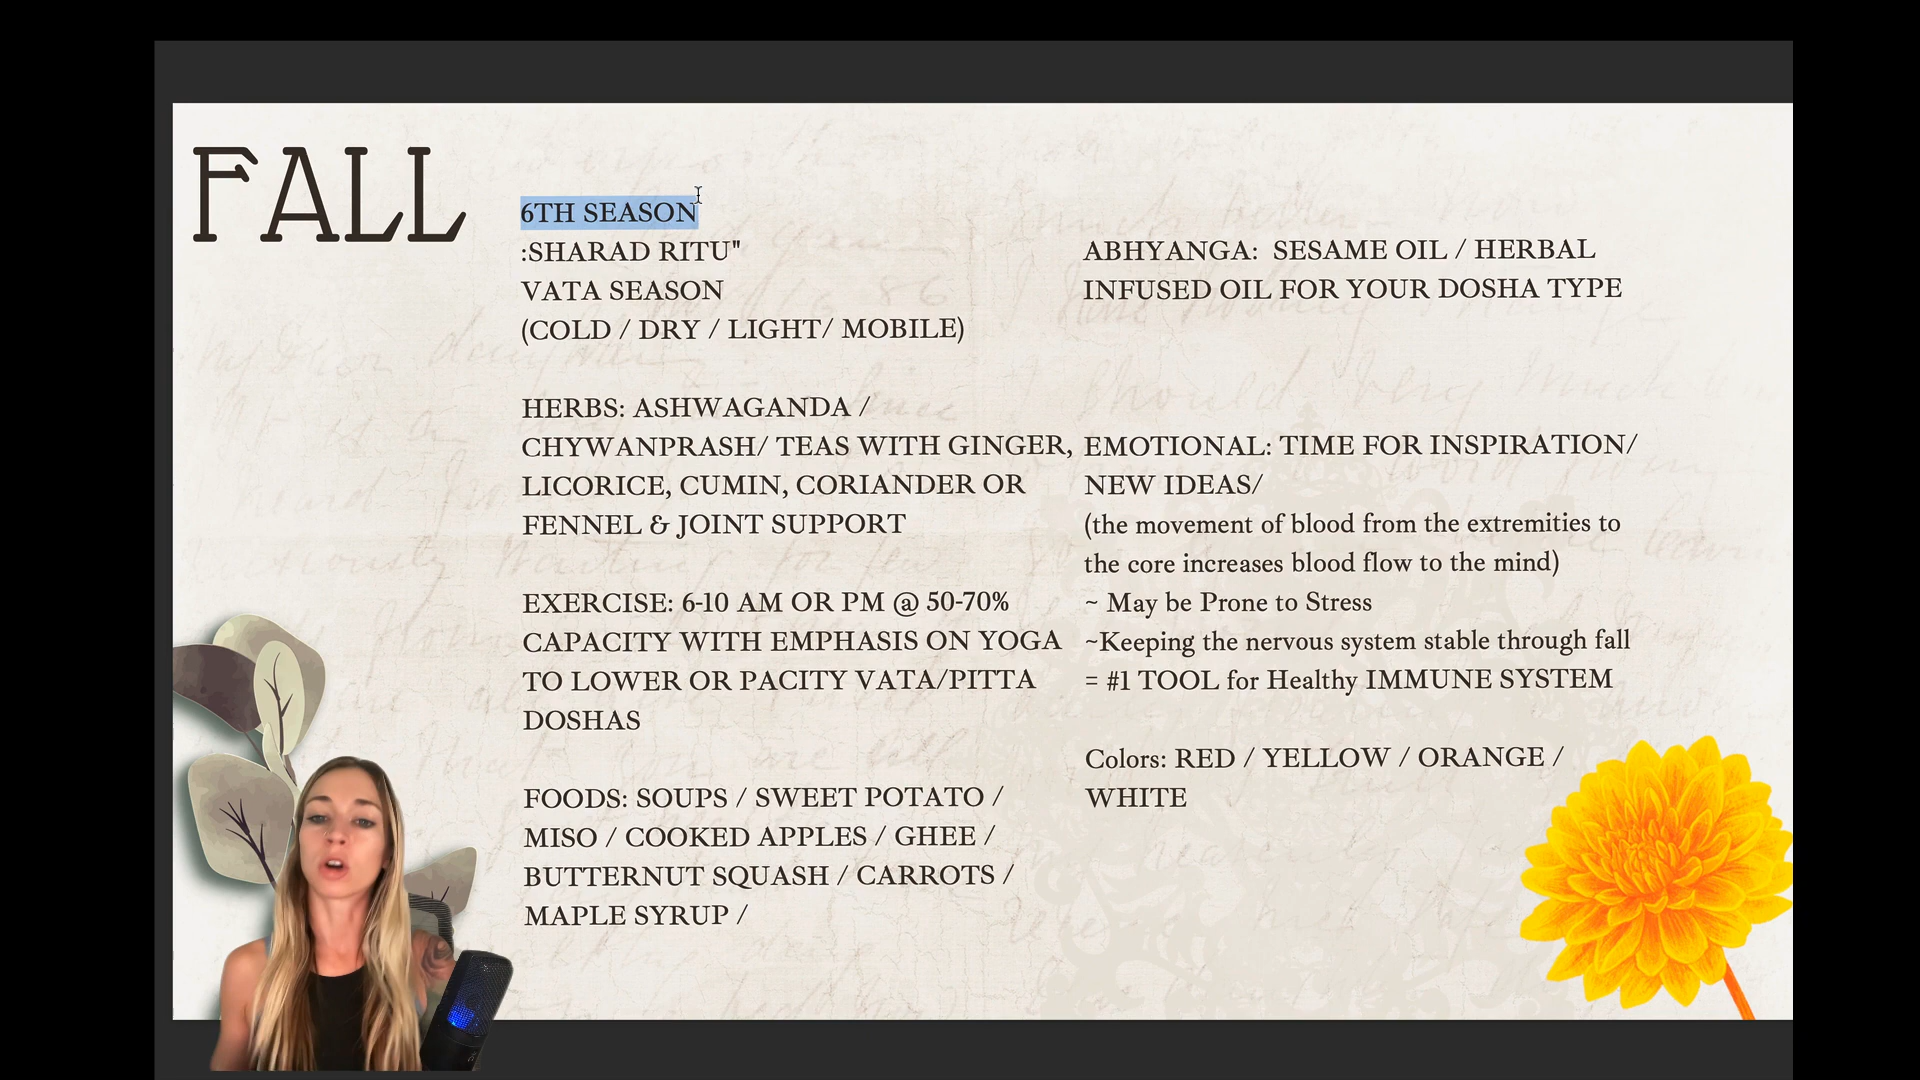 FALL
6TH SEASON
:SHARAD RITU"
VATA SEASON
(COLD / DRY / LIGHT/ MOBILE)
HERBS: ASHWAGANDA /
CHYWANPRASH/ TEAS WITH GINGER,
LICORICE, CUMIN, CORIANDER OR
FENNEL & JOINT SUPPORT
EXERCISE: 6-10 AM OR PM @ 50-70%
CAPACITY WITH EMPHASIS ON YOGA
TO LOWER OR PACITY VATA/PITTA
DOSHAS
FOODS: SOUPS / SWEET POTATO /
MISO / COOKED APPLES / GHEE /
BUTTERNUT SQUASH / CARROTS /
MAPLE SYRUP /
ABHYANGA:  SESAME OIL / HERBAL
INFUSED OIL FOR YOUR DOSHA TYPE
EMOTIONAL: TIME FOR INSPIRATION/
NEW IDEAS/
(the movement of blood from the extremities to
the core increases blood flow to the mind)
~ May be Prone to Stress
~Keeping the nervous system stable through fall
= #1 TOOL for Healthy IMMUNE SYSTEM
Colors: RED / YELLOW / ORANGE /
WHITE